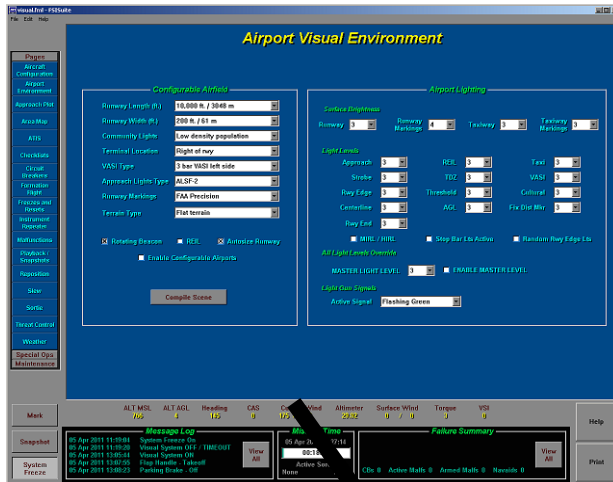 visual.fml - FSISuite
File Edit Help
Airport Visual Environment
Pages
Aircraft
Configuration
Airport
Environment
Approach Plot
Area Map
ATIS
Checklists
Circuit
Breakers
Formation
Flight
Freezes and
Resets
Instrument
Repeater
Malfunctions
Playback /
Snapshots
Reposition
Slew
Sortie
Threat Control
Weather
Special Ops
Maintenance
Configurable Airfield
Runway Length (ft.) 10,000 ft. / 3048 m
Runway Width (ft.) 200 ft. / 61 m
Community Lights Low density population
Terminal Location Right of rwy
VASI Type 3 bar VASI left side
Approach Lights Type ALSF-2
Runway Markings FAA Precision
Terrain Type Flat terrain
Rotating Beacon REIL Autosize Runway
Enable Configurable Airports
Compile Scene
Airport Lighting
Surface Brightness
Runway 3 Runway Markings 4 Taxiway 3 Taxiway Markings 3
Light Levels
Approach 3 REIL 3 Taxi 3
Strobe 3 TDZ 3 VASI 3
Rwy Edge 3 Threshold 3 Cultural 3
Centerline 3 AGL 3 Fix Dist Mkr 3
Rwy End 3
MIRL / HIRL Stop Bar Lts Active Random Rwy Edge Lts
All Light Levels Override
MASTER LIGHT LEVEL 3 ENABLE MASTER LEVEL
Light Gun Signals
Active Signal Flashing Green
Mark
Snapshot
System
Freeze
ALT MSL ALT AGL Heading CAS Wind Altimeter Surface Wind Torque VSI
Message Log
05 Apr 2011 11:19:04 System Freeze On
05 Apr 2011 11:19:20 Visual System OFF / TIMEOUT
05 Apr 2011 13:05:44 Visual System ON
05 Apr 2011 13:07:55 Flap Handle - Takeoff
05 Apr 2011 13:08:23 Parking Brake - Off
View
All
Time
05 Apr
None
Failure Summary
CBs 0 Active Malfs 0 Armed Malfs 0 Navaids 0
View
All
Help
Print